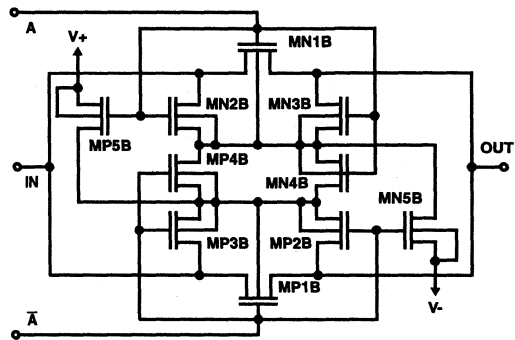 A
V+
MN1B
MN2B
MN3B
MP5B
MP4B
OUT
IN
MN4B
MN5B
MP3B
MP2B
MP1B
V-
A̅